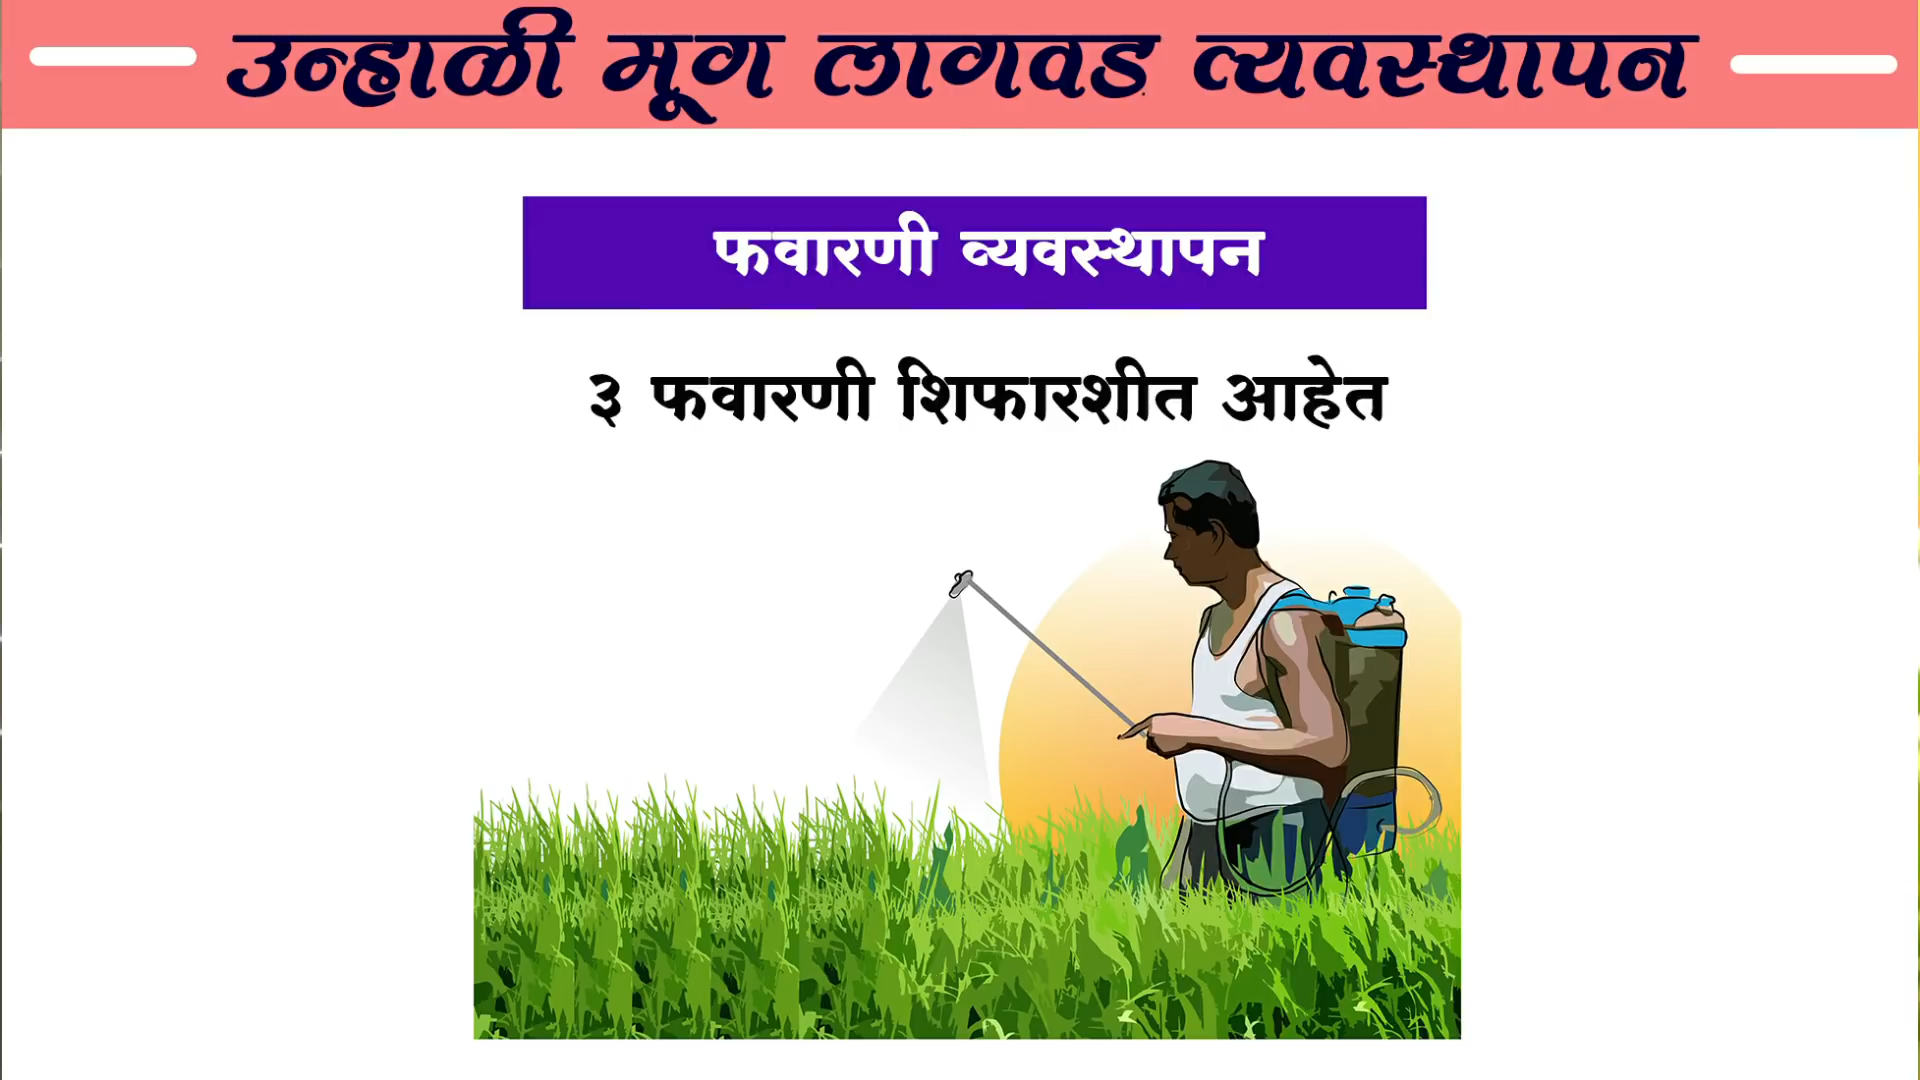 उन्हाळी मूग लागवड व्यवस्थापन
फवारणी व्यवस्थापन
३ फवारणी शिफारशीत आहेत